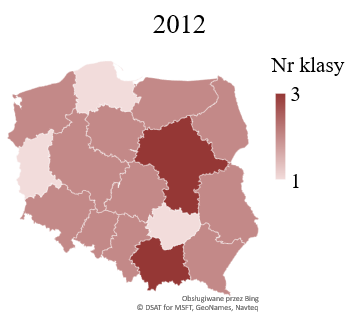 2012
Nr klasy
3
1
Obsługiwane przez Bing
© DSAT for MSFT, GeoNames, Navteq